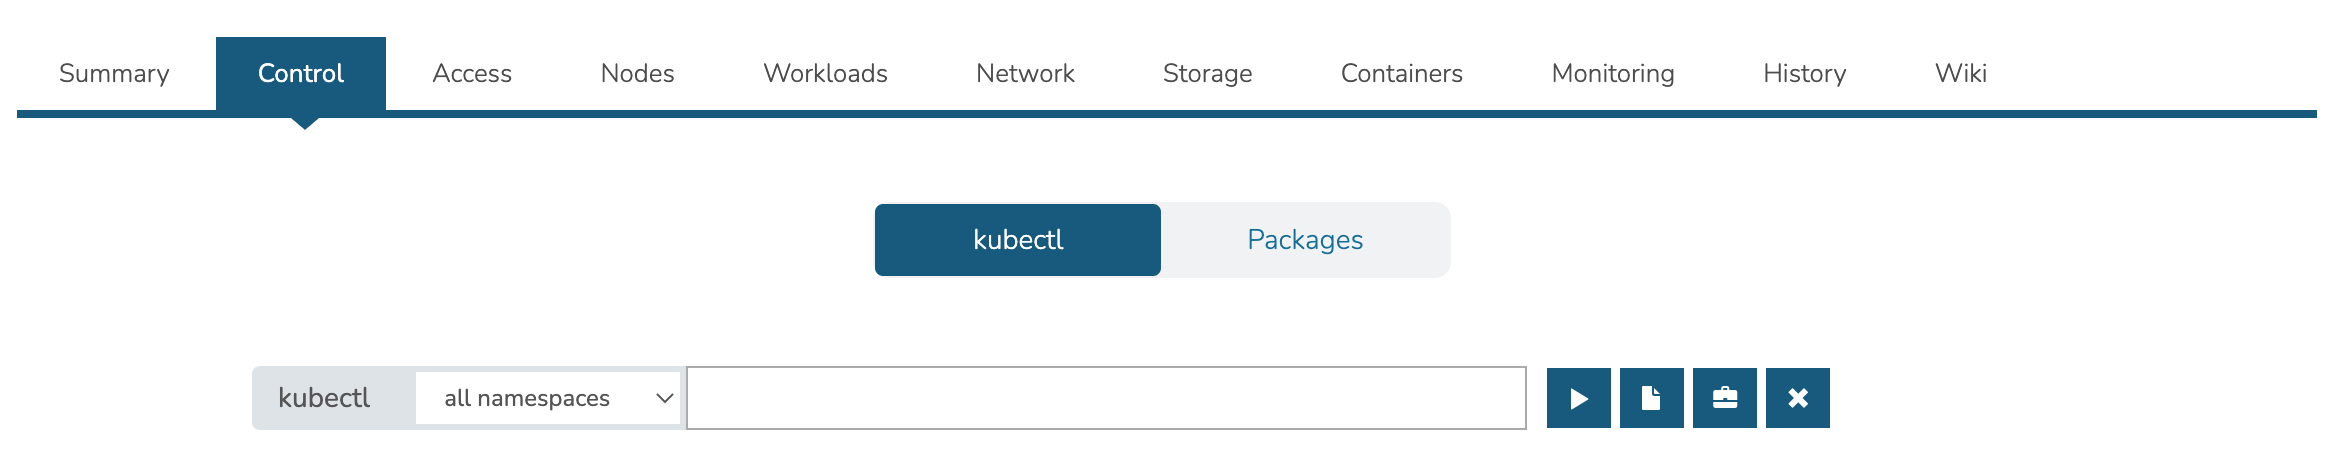 Summary Control Access Nodes Workloads Network Storage Containers Monitoring History Wiki
kubectl Packages
kubectl all namespaces